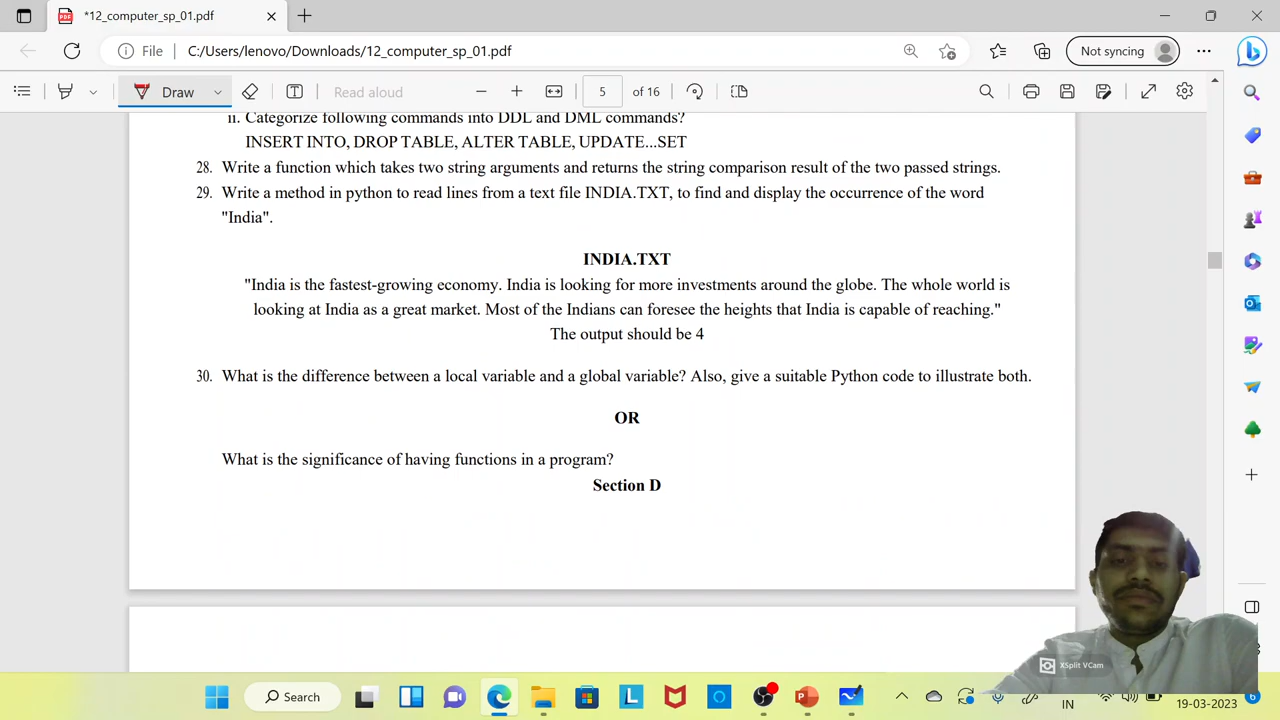 *12_computer_sp_01.pdf
File C:/Users/lenovo/Downloads/12_computer_sp_01.pdf Not syncing
Draw Read aloud 5 of 16
ii. Categorize following commands into DDL and DML commands?
INSERT INTO, DROP TABLE, ALTER TABLE, UPDATE...SET
28. Write a function which takes two string arguments and returns the string comparison result of the two passed strings.
29. Write a method in python to read lines from a text file INDIA.TXT, to find and display the occurrence of the word
"India".
INDIA.TXT
"India is the fastest-growing economy. India is looking for more investments around the globe. The whole world is
looking at India as a great market. Most of the Indians can foresee the heights that India is capable of reaching."
The output should be 4
30. What is the difference between a local variable and a global variable? Also, give a suitable Python code to illustrate both.
OR
What is the significance of having functions in a program?
Section D
XSplit VCam
Search
IN
19-03-2023
6